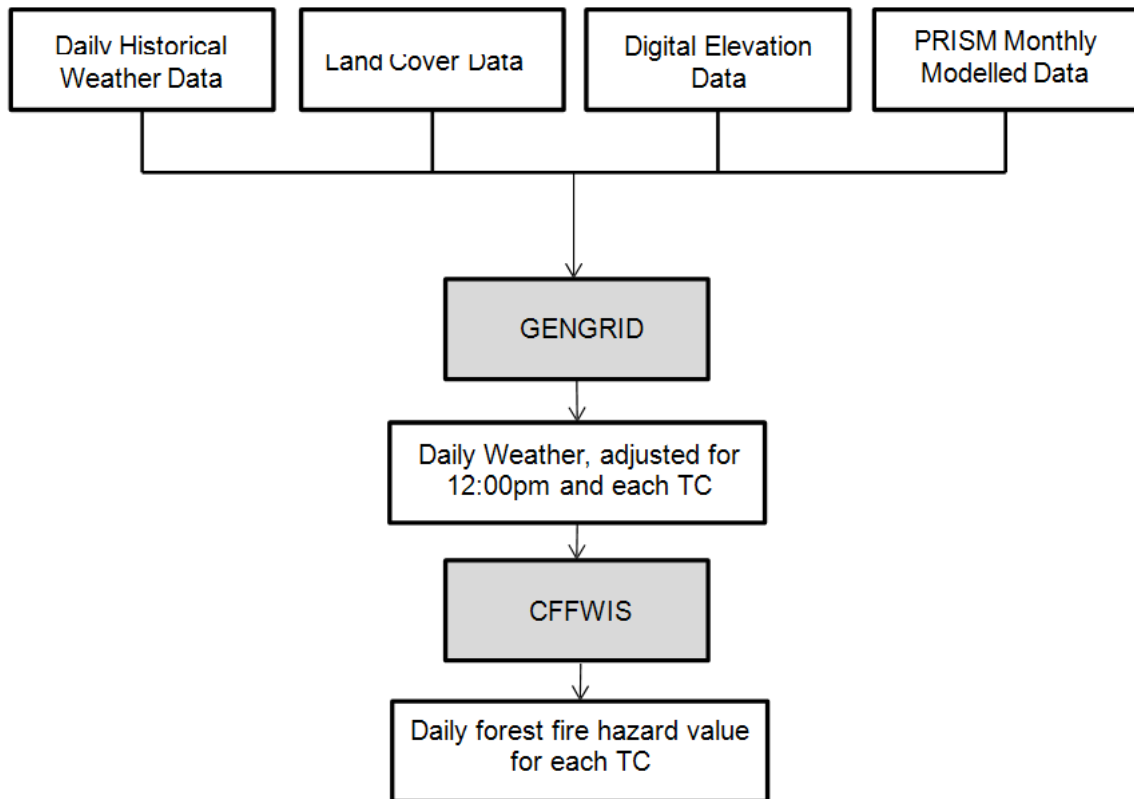 Daily Historical
Weather Data
Land Cover Data
Digital Elevation
Data
PRISM Monthly
Modelled Data
GENGRID
Daily Weather, adjusted for
12:00pm and each TC
CFFWIS
Daily forest fire hazard value
for each TC